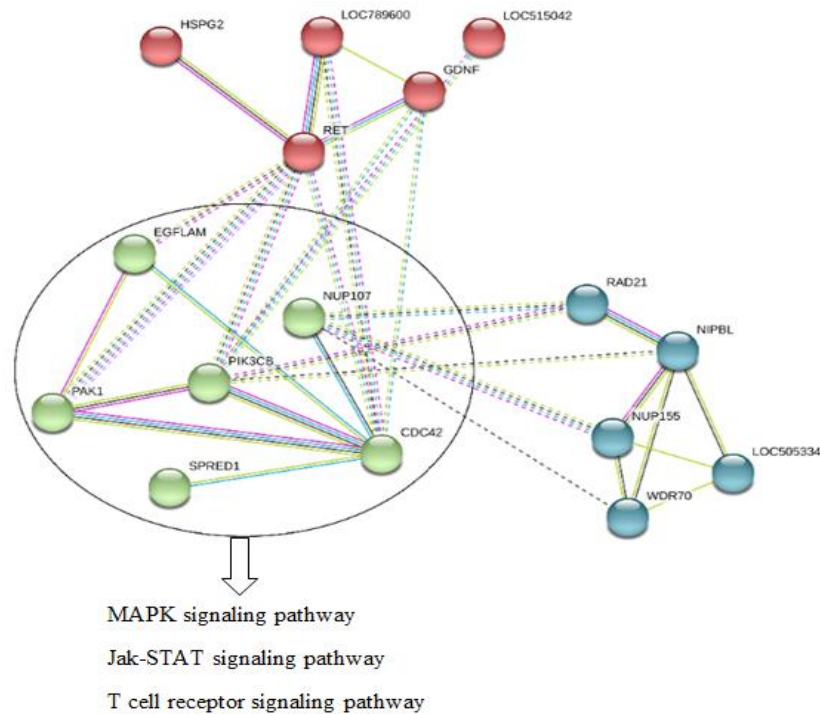 HSPG2
LOC789600
LOC515042
GDNF
RET
EGFLAM
NUP107
RAD21
NIPBL
PIK3CB
PAK1
NUP155
CDC42
LOC505334
SPRED1
WDR70
MAPK signaling pathway
Jak-STAT signaling pathway
T cell receptor signaling pathway